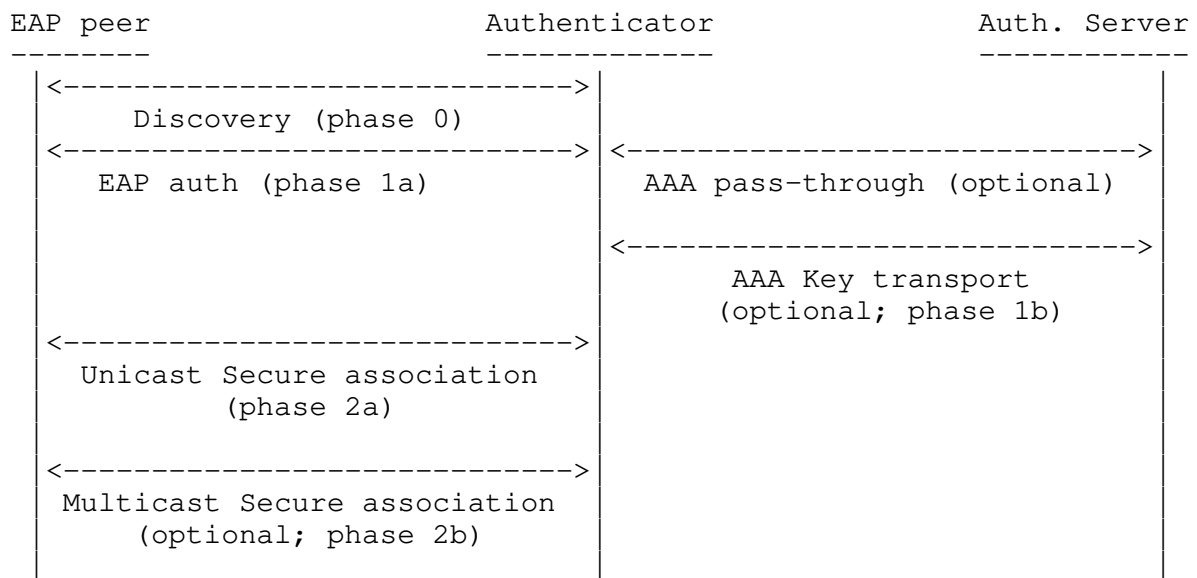 EAP peer Authenticator Auth. Server
Discovery (phase 0)
EAP auth (phase 1a) AAA pass-through (optional)
AAA Key transport
(optional; phase 1b)
Unicast Secure association
(phase 2a)
Multicast Secure association
(optional; phase 2b)